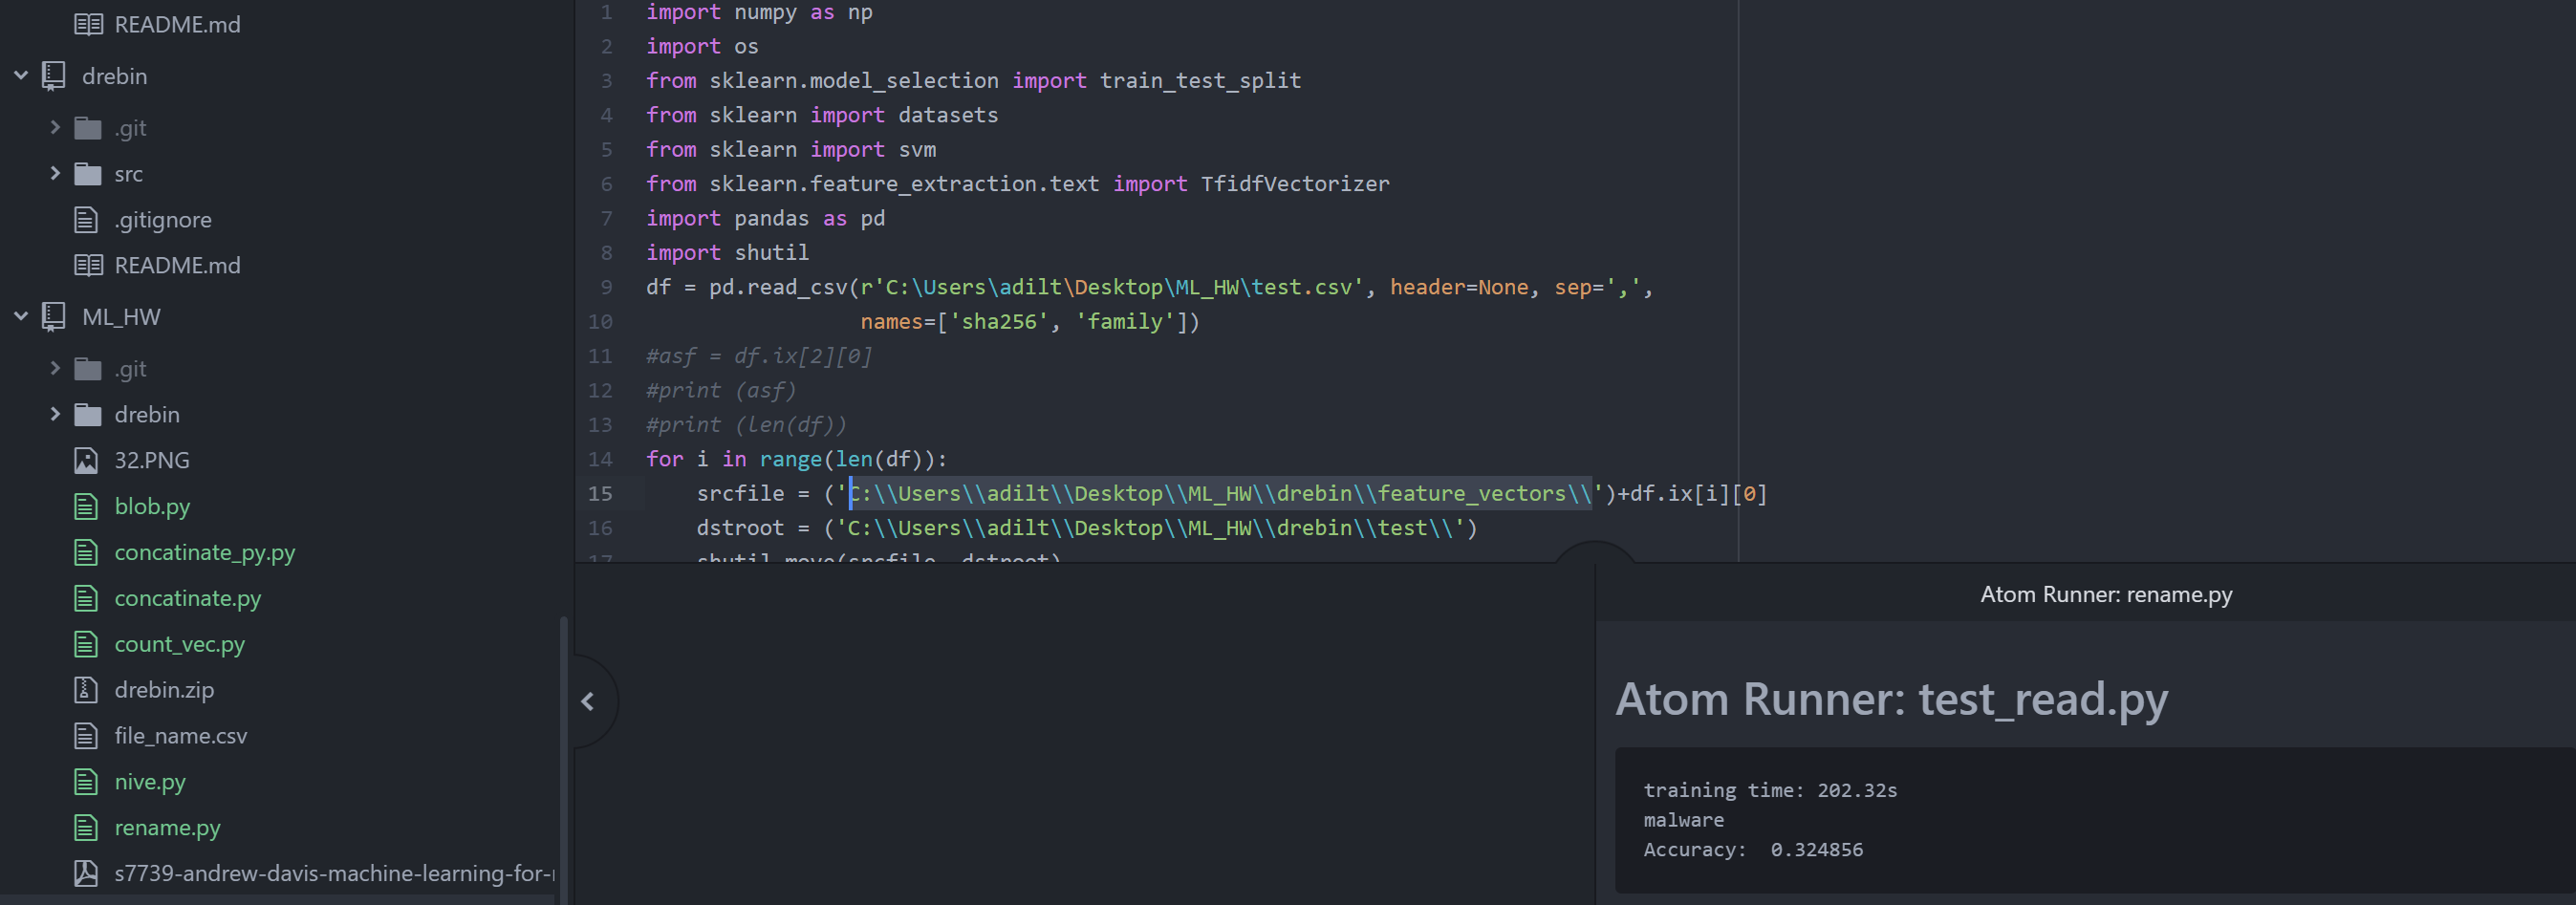 README.md
drebin
.git
src
.gitignore
README.md
ML_HW
.git
drebin
32.PNG
blob.py
concatinate_py.py
concatinate.py
count_vec.py
drebin.zip
file_name.csv
nive.py
rename.py
s7739-andrew-davis-machine-learning-for-
1 import numpy as np
2 import os
3 from sklearn.model_selection import train_test_split
4 from sklearn import datasets
5 from sklearn import svm
6 from sklearn.feature_extraction.text import TfidfVectorizer
7 import pandas as pd
8 import shutil
9 df = pd.read_csv(r'C:\Users\adilt\Desktop\ML_HW\test.csv', header=None, sep=',',
10 names=['sha256', 'family'])
11 #asf = df.ix[2][0]
12 #print (asf)
13 #print (len(df))
14 for i in range(len(df)):
15 srcfile = ('C:\\Users\\adilt\\Desktop\\ML_HW\\drebin\\feature_vectors\\')+df.ix[i][0]
16 dstroot = ('C:\\Users\\adilt\\Desktop\\ML_HW\\drebin\\test\\')
17 shutil.move(srcfile, dstroot)
Atom Runner: rename.py
Atom Runner: test_read.py
training time: 202.32s
malware
Accuracy: 0.324856